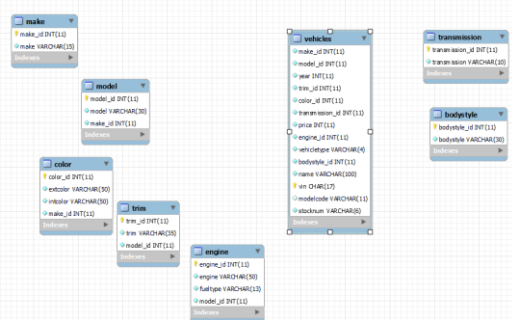 make
make_id INT(11)
make VARCHAR(15)
Indexes
model
model_id INT(11)
model VARCHAR(30)
make_id INT(11)
Indexes
color
color_id INT(11)
extcolor VARCHAR(50)
intcolor VARCHAR(50)
make_id INT(11)
Indexes
trim
trim_id INT(11)
trim VARCHAR(35)
model_id INT(11)
Indexes
engine
engine_id INT(11)
engine VARCHAR(50)
fueltype VARCHAR(13)
model_id INT(11)
Indexes
vehicles
make_id INT(11)
model_id INT(11)
year INT(11)
trim_id INT(11)
color_id INT(11)
transmission_id INT(11)
price INT(11)
engine_id INT(11)
vehicletype VARCHAR(4)
bodystyle_id INT(11)
name VARCHAR(100)
vin CHAR(17)
modelcode VARCHAR(11)
stocknum VARCHAR(6)
Indexes
transmission
transmission_id INT(11)
transmission VARCHAR(10)
Indexes
bodystyle
bodystyle_id INT(11)
bodystyle VARCHAR(30)
Indexes